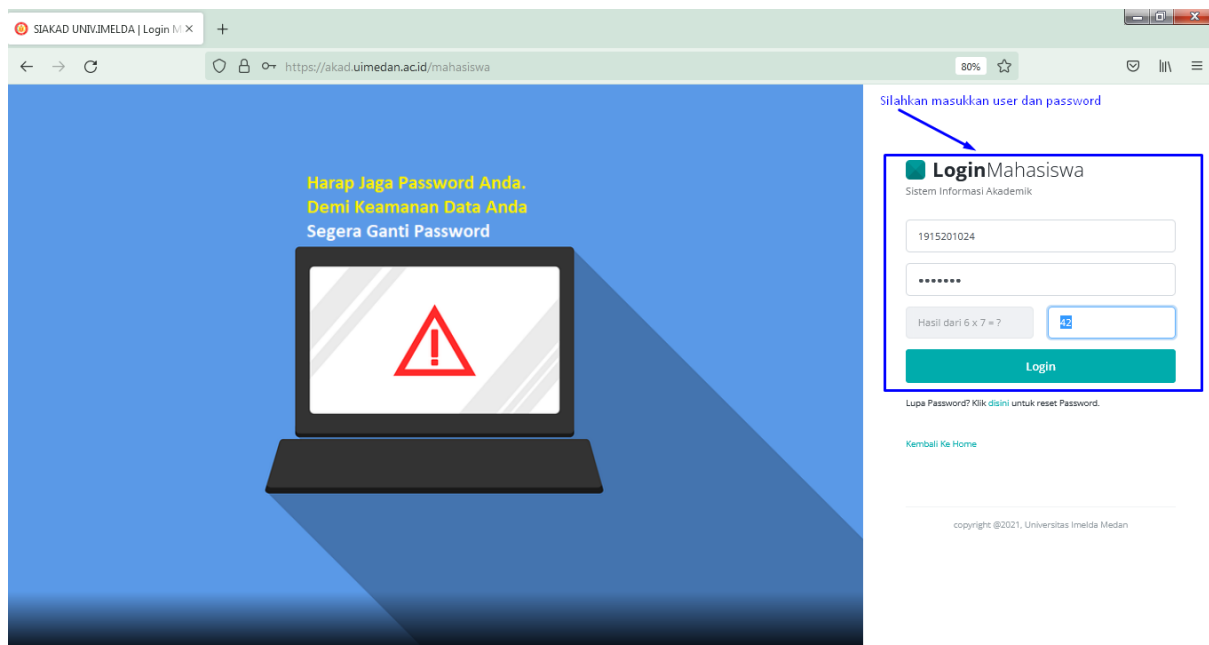 SIAKAD UNIV.IMELDA | Login M
https://akad.uimedan.ac.id/mahasiswa
80%
Silahkan masukkan user dan password
Harap Jaga Password Anda.
Demi Keamanan Data Anda
Segera Ganti Password
LoginMahasiswa
Sistem Informasi Akademik
1915201024
Hasil dari 6 x 7 = ?
42
Login
Lupa Password? Klik disini untuk reset Password.
Kembali Ke Home
copyright @2021, Universitas Imelda Medan